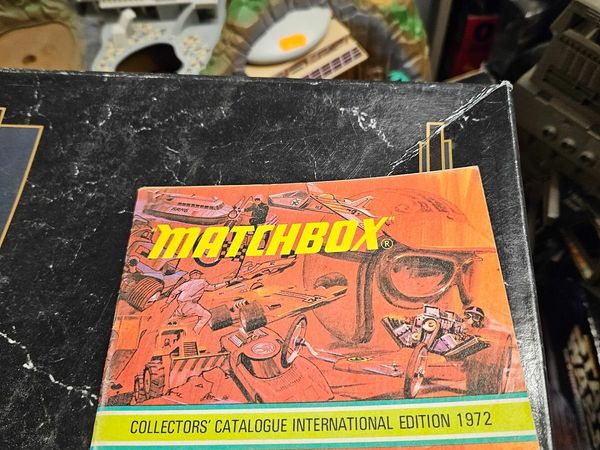 MATCHBOX®
COLLECTORS' CATALOGUE INTERNATIONAL EDITION 1972